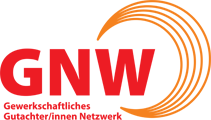 GNW
Gewerkschaftliches
Gutachter/innen Netzwerk